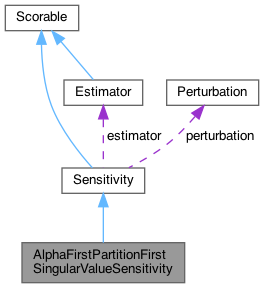 Scorable
Estimator
Perturbation
estimator
perturbation
Sensitivity
AlphaFirstPartitionFirst
SingularValueSensitivity